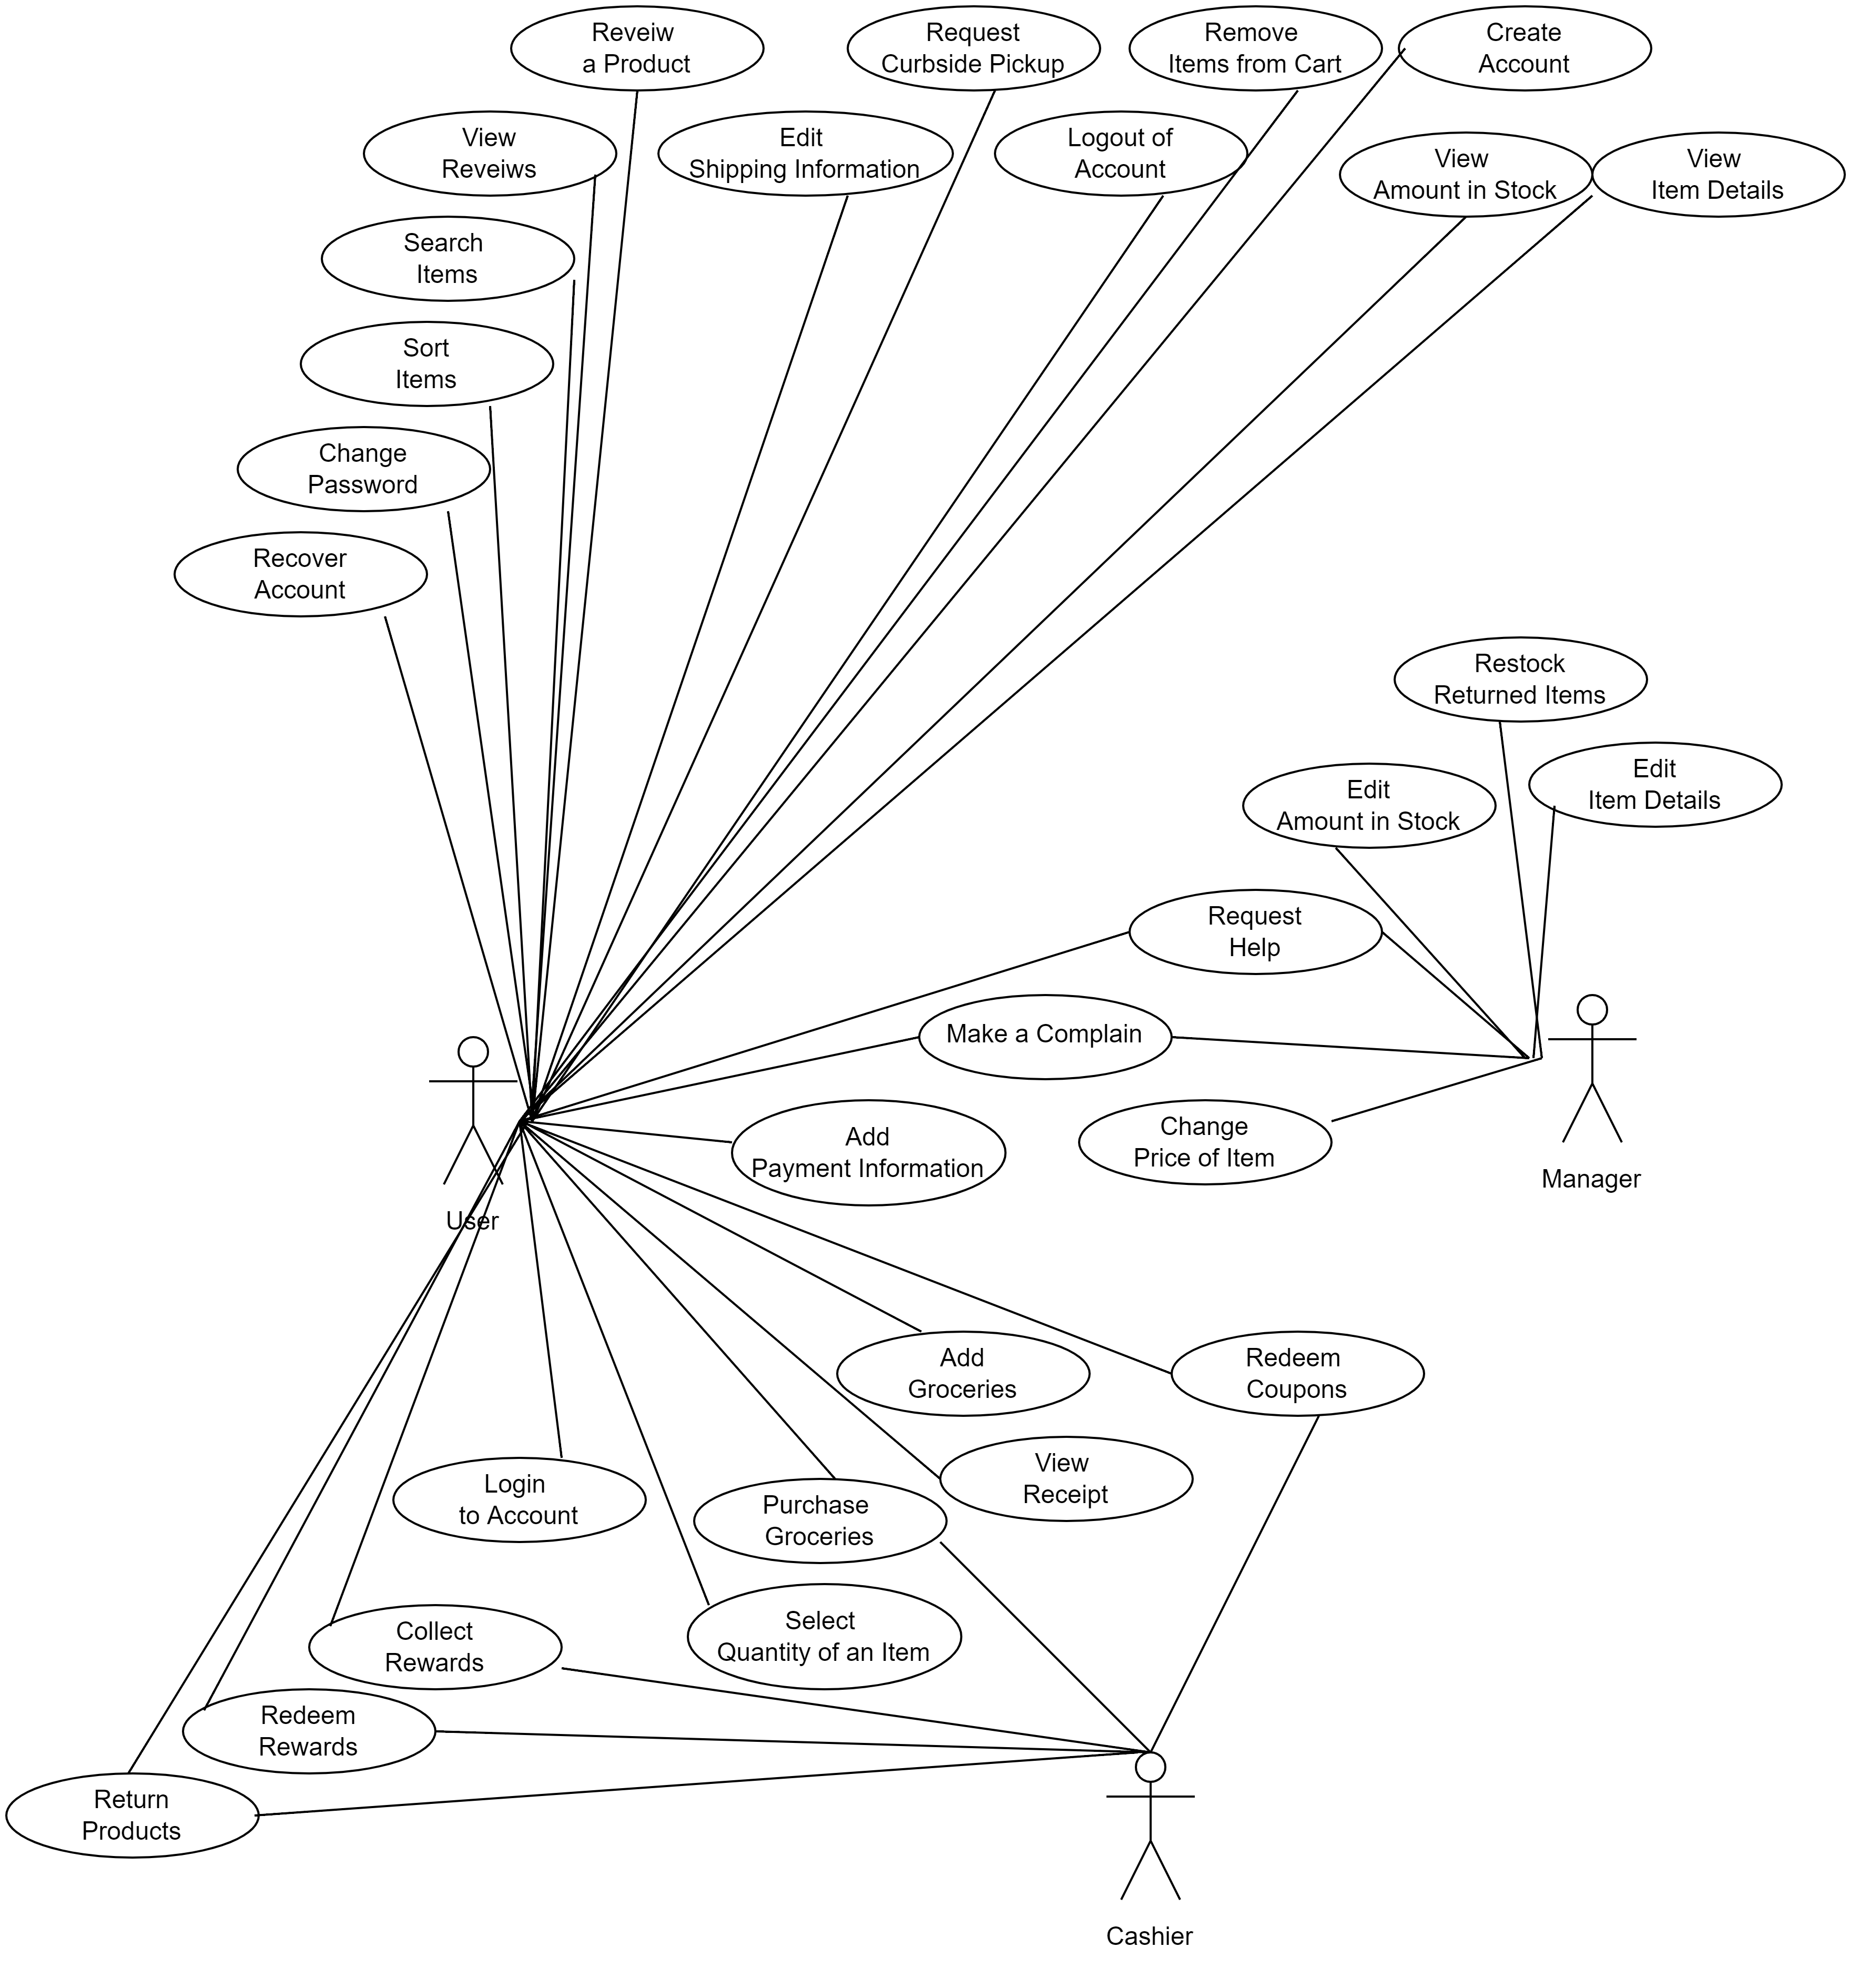 Reveiw
a Product
Request
Curbside Pickup
Remove
Items from Cart
Create
Account
View
Reveiws
Edit
Shipping Information
Logout of
Account
View
Amount in Stock
View
Item Details
Search
Items
Sort
Items
Change
Password
Recover
Account
Restock
Returned Items
Edit
Item Details
Edit
Amount in Stock
Request
Help
Make a Complain
Change
Price of Item
Add
Payment Information
Manager
User
Add
Groceries
Redeem
Coupons
View
Receipt
Login
to Account
Purchase
Groceries
Select
Quantity of an Item
Collect
Rewards
Redeem
Rewards
Return
Products
Cashier